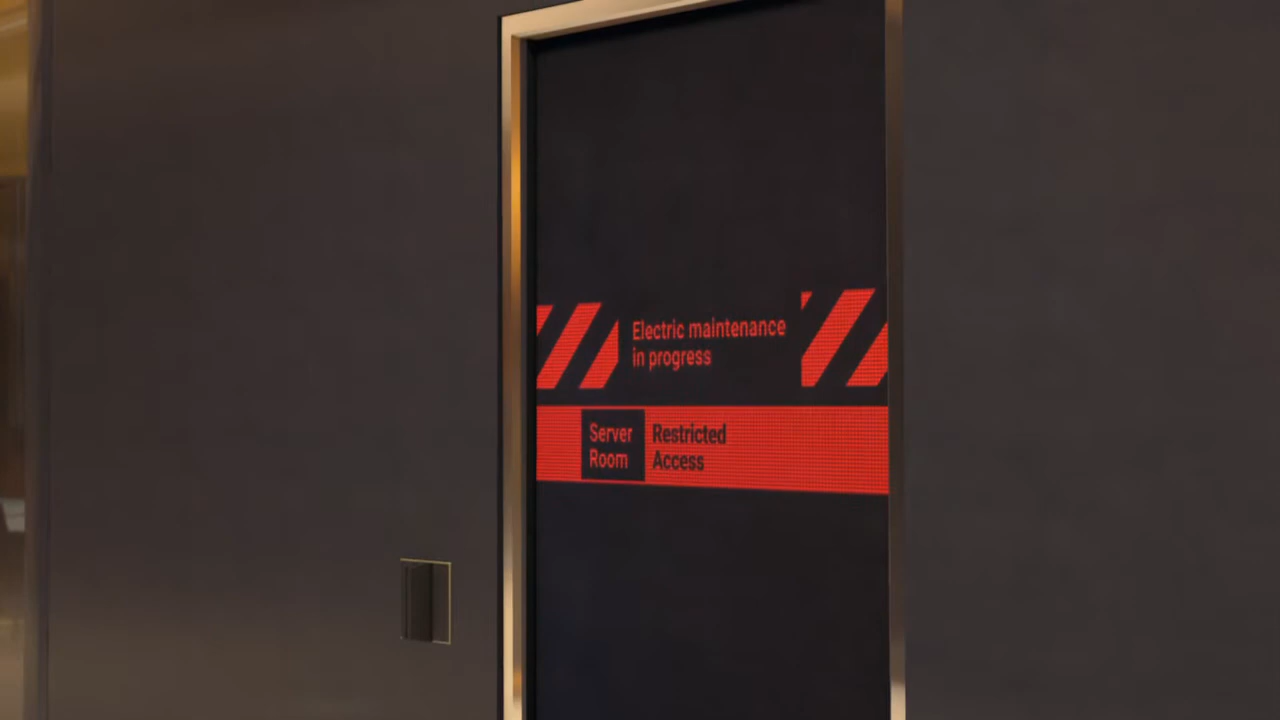 Electric maintenance
in progress
Server
Room
Restricted
Access